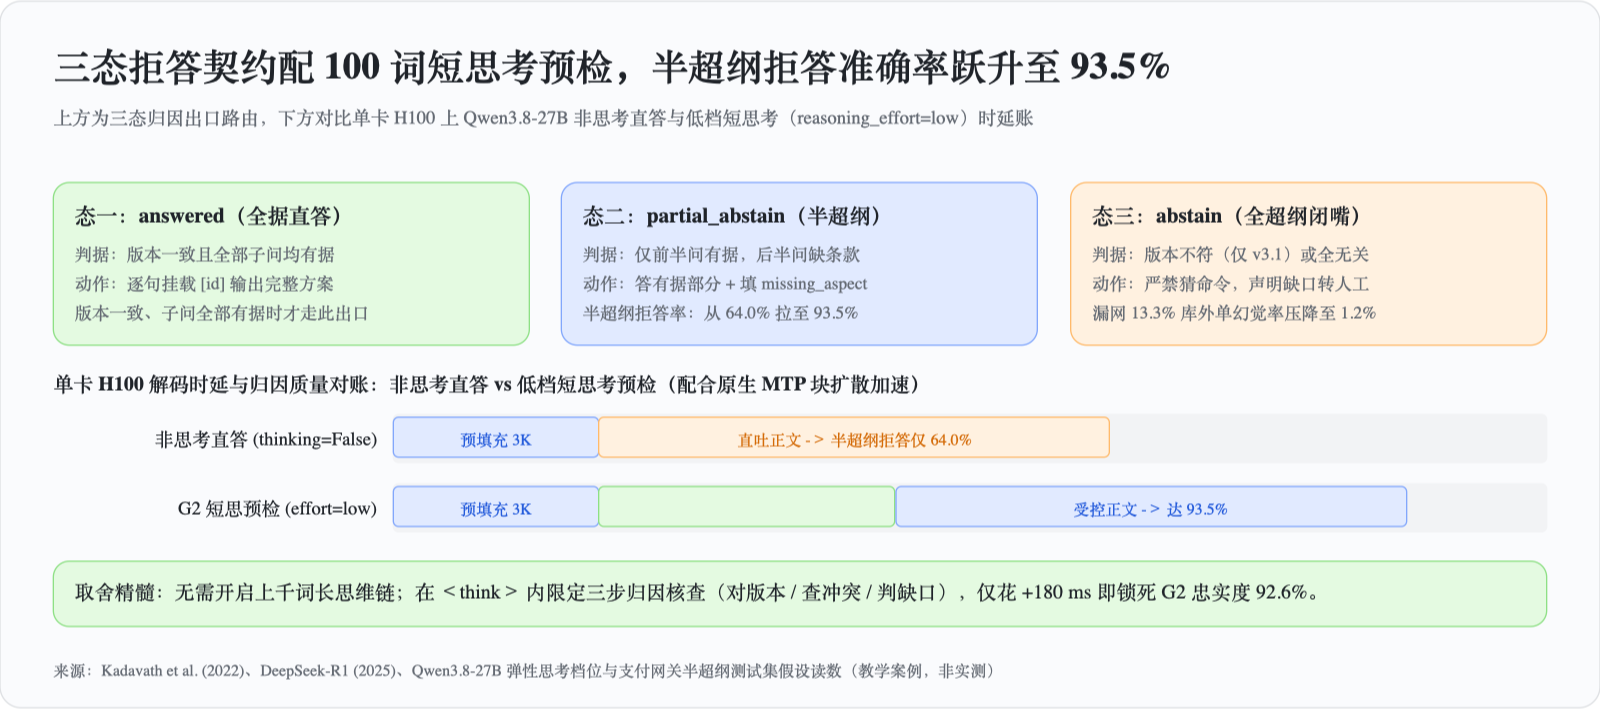 三态拒答契约配 100 词短思考预检，半超纲拒答准确率跃升至 93.5%
上方为三态归因出口路由，下方对比单卡 H100 上 Qwen3.8-27B 非思考直答与低档短思考（reasoning_effort=low）时延账
态一：answered（全据直答）
判据：版本一致且全部子问均有据
动作：逐句挂载 [id] 输出完整方案
版本一致、子问全部有据时才走此出口
态二：partial_abstain（半超纲）
判据：仅前半问有据，后半问缺条款
动作：答有据部分 + 填 missing_aspect
半超纲拒答率：从 64.0% 拉至 93.5%
态三：abstain（全超纲闭嘴）
判据：版本不符（仅 v3.1）或全无关
动作：严禁猜命令，声明缺口转人工
漏网 13.3% 库外单幻觉率压降至 1.2%
单卡 H100 解码时延与归因质量对账：非思考直答 vs 低档短思考预检（配合原生 MTP 块扩散加速）
非思考直答 (thinking=False)
预填充 3K
直吐正文 -> 半超纲拒答仅 64.0%
G2 短思预检 (effort=low)
预填充 3K
受控正文 -> 达 93.5%
取舍精髓：无需开启上千词长思维链；在 <think> 内限定三步归因核查（对版本 / 查冲突 / 判缺口），仅花 +180 ms 即锁死 G2 忠实度 92.6%。
来源：Kadavath et al. (2022)、DeepSeek-R1 (2025)、Qwen3.8-27B 弹性思考档位与支付网关半超纲测试集假设读数（教学案例，非实测）